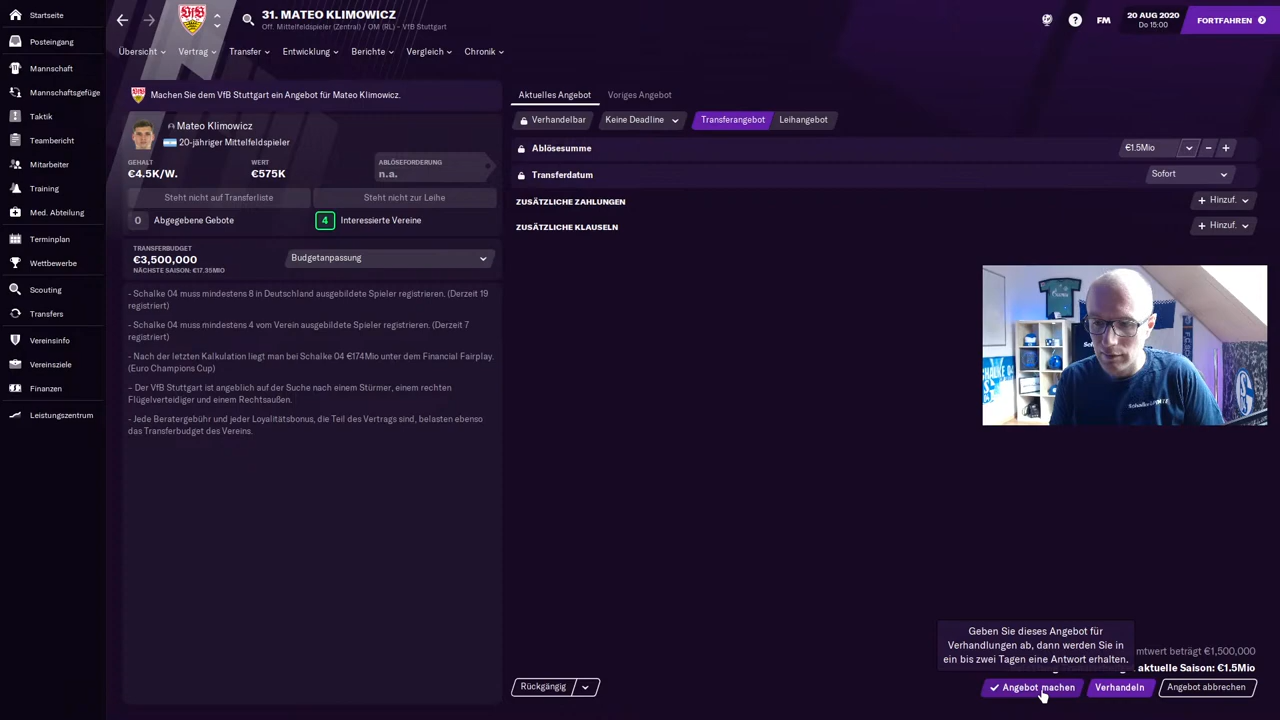 Startseite
Posteingang
Mannschaft
Mannschaftsgefüge
Taktik
Teambericht
Mitarbeiter
Training
Med. Abteilung
Terminplan
Wettbewerbe
Scouting
Transfers
Vereinsinfo
Vereinsziele
Finanzen
Leistungszentrum
31. MATEO KLIMOWICZ
Off. Mittelfeldspieler (Zentral) / OM (RL) – VfB Stuttgart
FM
20 AUG 2020
Do 15:00
FORTFAHREN
Übersicht
Vertrag
Transfer
Entwicklung
Berichte
Vergleich
Chronik
Machen Sie dem VfB Stuttgart ein Angebot für Mateo Klimowicz.
Mateo Klimowicz
20-jähriger Mittelfeldspieler
GEHALT
€4.5K/W.
WERT
€575K
ABLÖSEFORDERUNG
n.a.
Steht nicht auf Transferliste
Steht nicht zur Leihe
0 Abgegebene Gebote
4 Interessierte Vereine
TRANSFERBUDGET
€3,500,000
NÄCHSTE SAISON: €17.35MIO
Budgetanpassung
- Schalke 04 muss mindestens 8 in Deutschland ausgebildete Spieler registrieren. (Derzeit 19
registriert)
- Schalke 04 muss mindestens 4 vom Verein ausgebildete Spieler registrieren. (Derzeit 7
registriert)
- Nach der letzten Kalkulation liegt man bei Schalke 04 €174Mio unter dem Financial Fairplay.
(Euro Champions Cup)
- Der VfB Stuttgart ist angeblich auf der Suche nach einem Stürmer, einem rechten
Flügelverteidiger und einem Rechtsaußen.
- Jede Beratergebühr und jeder Loyalitätsbonus, die Teil des Vertrags sind, belasten ebenso
das Transferbudget des Vereins.
Aktuelles Angebot
Voriges Angebot
Verhandelbar
Keine Deadline
Transferangebot
Leihangebot
Ablösesumme
€1.5Mio
Transferdatum
Sofort
ZUSÄTZLICHE ZAHLUNGEN
Hinzuf.
ZUSÄTZLICHE KLAUSELN
Hinzuf.
Geben Sie dieses Angebot für
Verhandlungen ab, dann werden Sie in
ein bis zwei Tagen eine Antwort erhalten.
mtwert beträgt €1,500,000
aktuelle Saison: €1.5Mio
Rückgängig
Angebot machen
Verhandeln
Angebot abbrechen